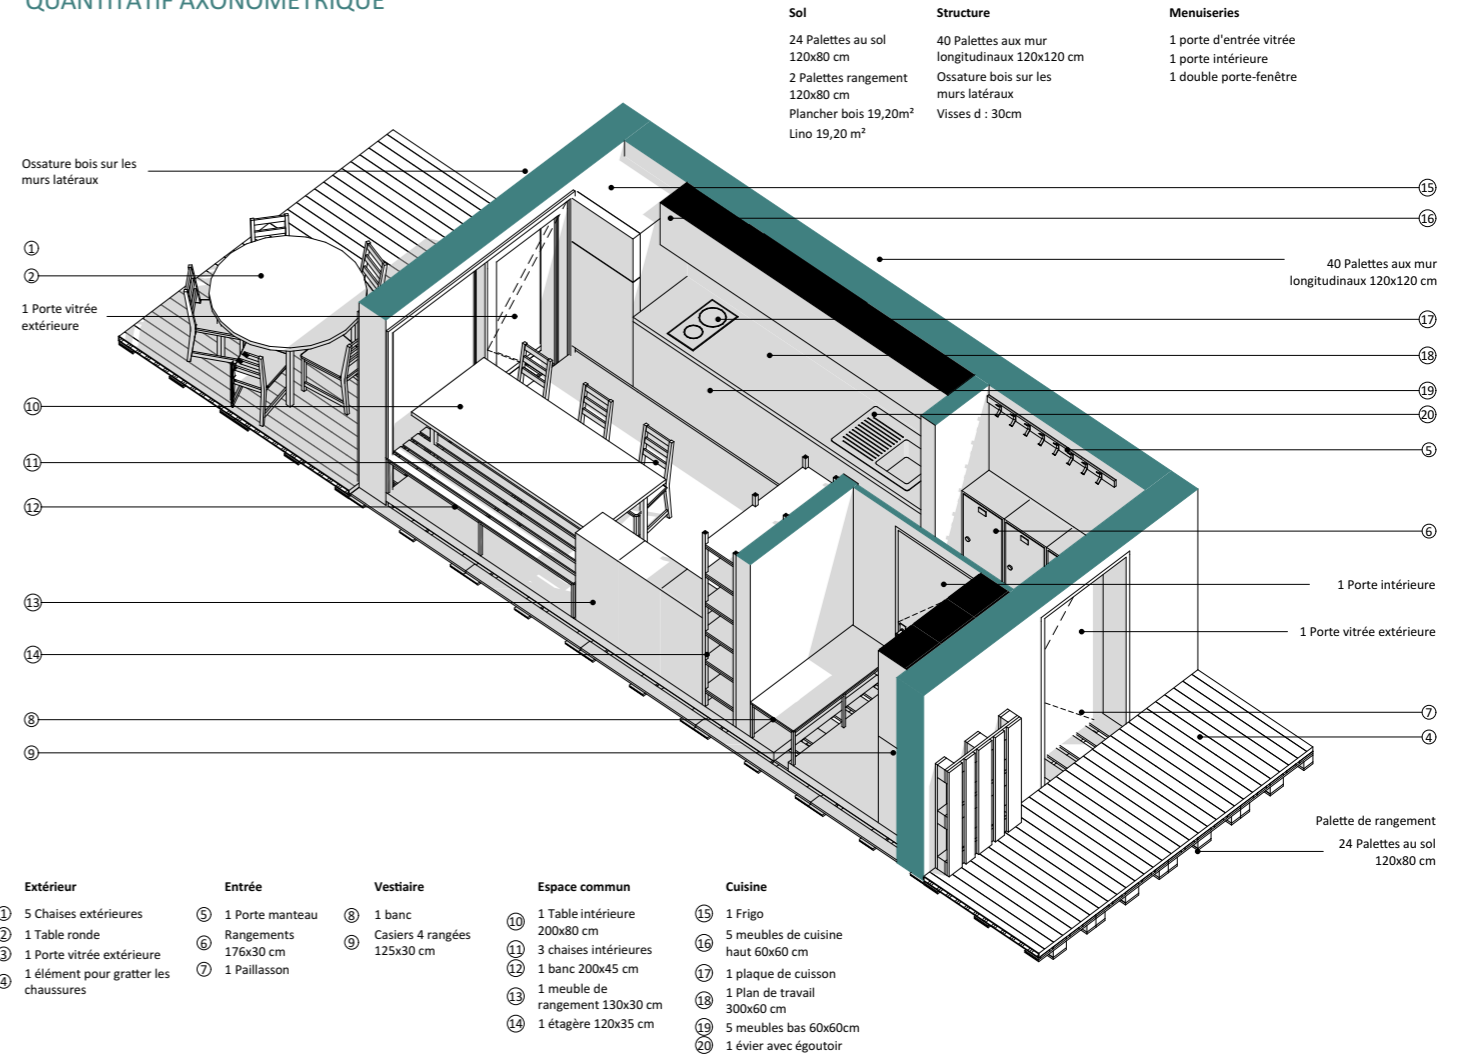 QUANTITATIF AXONOMÉTRIQUE
Sol
24 Palettes au sol
120x80 cm
2 Palettes rangement
120x80 cm
Plancher bois 19,20m²
Lino 19,20 m²
Structure
40 Palettes aux mur
longitudinaux 120x120 cm
Ossature bois sur les
murs latéraux
Visses d : 30cm
Menuiseries
1 porte d'entrée vitrée
1 porte intérieure
1 double porte-fenêtre
Ossature bois sur les
murs latéraux
1
2
1 Porte vitrée
extérieure
10
11
12
13
14
8
9
15
16
40 Palettes aux mur
longitudinaux 120x120 cm
17
18
19
20
5
6
1 Porte intérieure
1 Porte vitrée extérieure
7
4
Palette de rangement
24 Palettes au sol
120x80 cm
Extérieur
1 5 Chaises extérieures
2 1 Table ronde
3 1 Porte vitrée extérieure
4 1 élément pour gratter les
chaussures
Entrée
5 1 Porte manteau
6 Rangements
176x30 cm
7 1 Paillasson
Vestiaire
8 1 banc
9 Casiers 4 rangées
125x30 cm
Espace commun
10 1 Table intérieure
200x80 cm
11 3 chaises intérieures
12 1 banc 200x45 cm
13 1 meuble de
rangement 130x30 cm
14 1 étagère 120x35 cm
Cuisine
15 1 Frigo
16 5 meubles de cuisine
haut 60x60 cm
17 1 plaque de cuisson
18 1 Plan de travail
300x60 cm
19 5 meubles bas 60x60cm
20 1 évier avec égoutoir